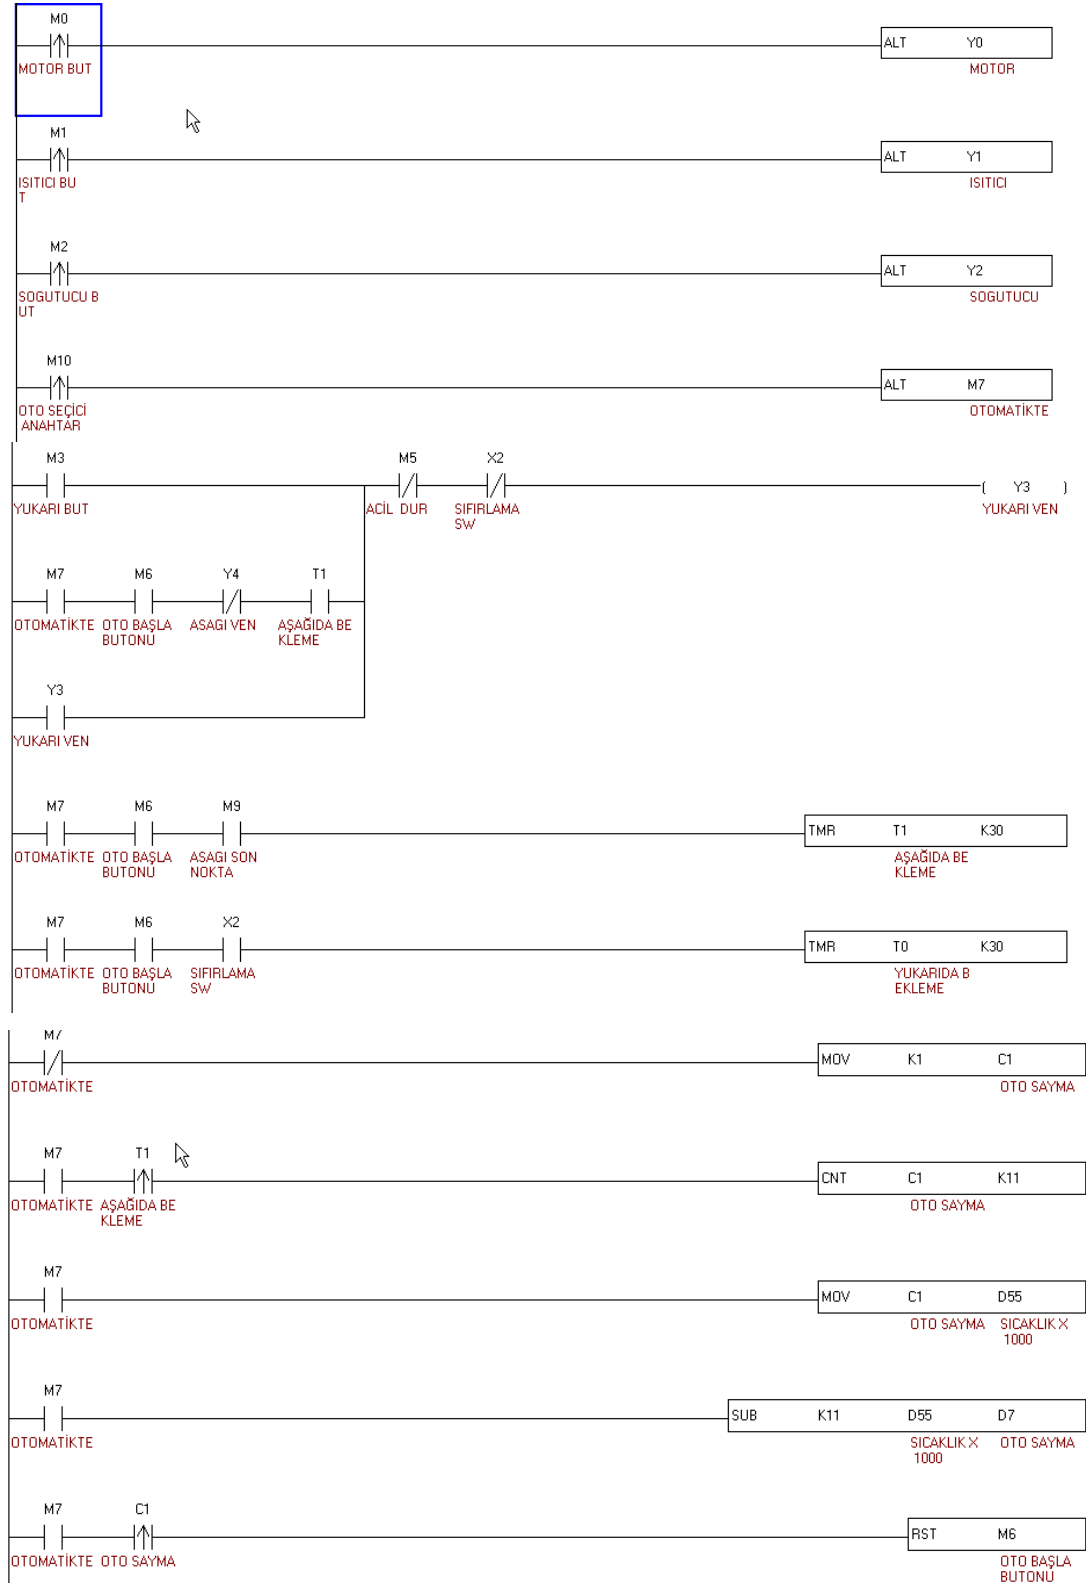 M0
MOTOR BUT
ALT Y0
MOTOR
M1
ISITICI BU
T
ALT Y1
ISITICI
M2
SOGUTUCU B
UT
ALT Y2
SOGUTUCU
M10
OTO SEÇİCİ
ANAHTAR
ALT M7
OTOMATİKTE
M3 M5 X2
YUKARI BUT ACİL DUR SIFIRLAMA
SW
( Y3 )
YUKARI VEN
M7 M6 Y4 T1
OTOMATİKTE OTO BAŞLA ASAGI VEN AŞAĞIDA BE
BUTONU KLEME
Y3
YUKARI VEN
M7 M6 M9
OTOMATİKTE OTO BAŞLA ASAGI SON
BUTONU NOKTA
TMR T1 K30
AŞAĞIDA BE
KLEME
M7 M6 X2
OTOMATİKTE OTO BAŞLA SIFIRLAMA
BUTONU SW
TMR T0 K30
YUKARIDA B
EKLEME
M7
OTOMATİKTE
MOV K1 C1
OTO SAYMA
M7 T1
OTOMATİKTE AŞAĞIDA BE
KLEME
CNT C1 K11
OTO SAYMA
M7
OTOMATİKTE
MOV C1 D55
OTO SAYMA SICAKLIK X
1000
M7
OTOMATİKTE
SUB K11 D55 D7
SICAKLIK X OTO SAYMA
1000
M7 C1
OTOMATİKTE OTO SAYMA
RST M6
OTO BAŞLA
BUTONU